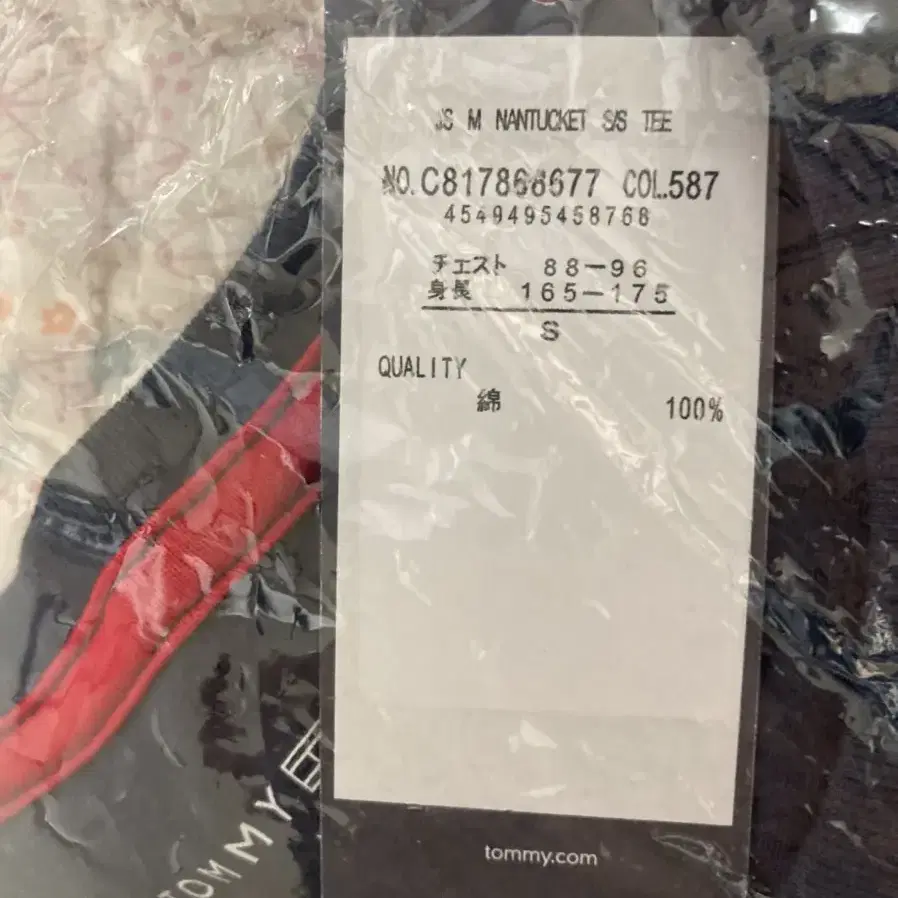 JS M NANTUCKET S/S TEE
NO.C817868677 COL.587
4549495458768
チェスト 88-96
身長 165-175
S
QUALITY
綿 100%
tommy.com
TOMMY